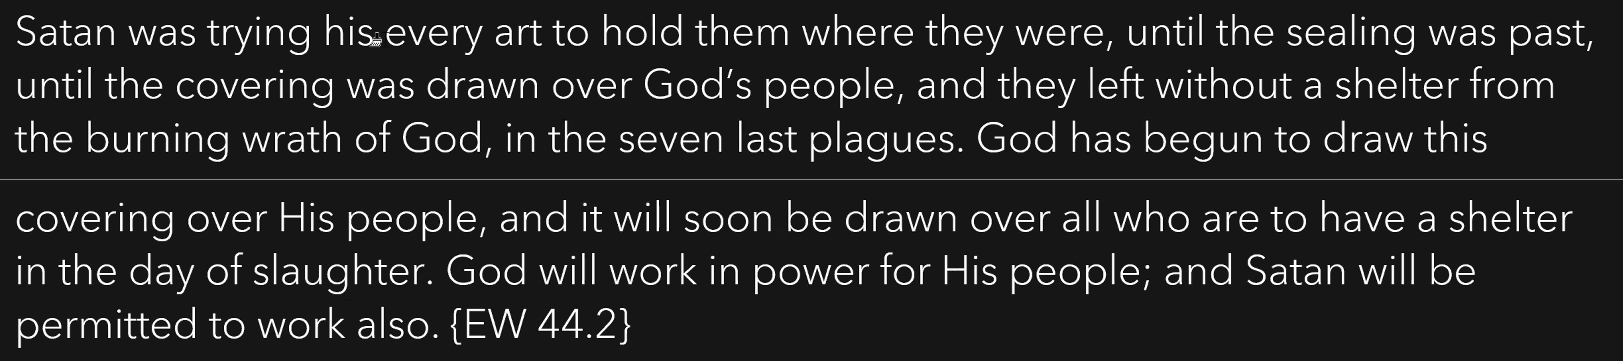 Satan was trying his every art to hold them where they were, until the sealing was past,
until the covering was drawn over God’s people, and they left without a shelter from
the burning wrath of God, in the seven last plagues. God has begun to draw this
covering over His people, and it will soon be drawn over all who are to have a shelter
in the day of slaughter. God will work in power for His people; and Satan will be
permitted to work also. {EW 44.2}